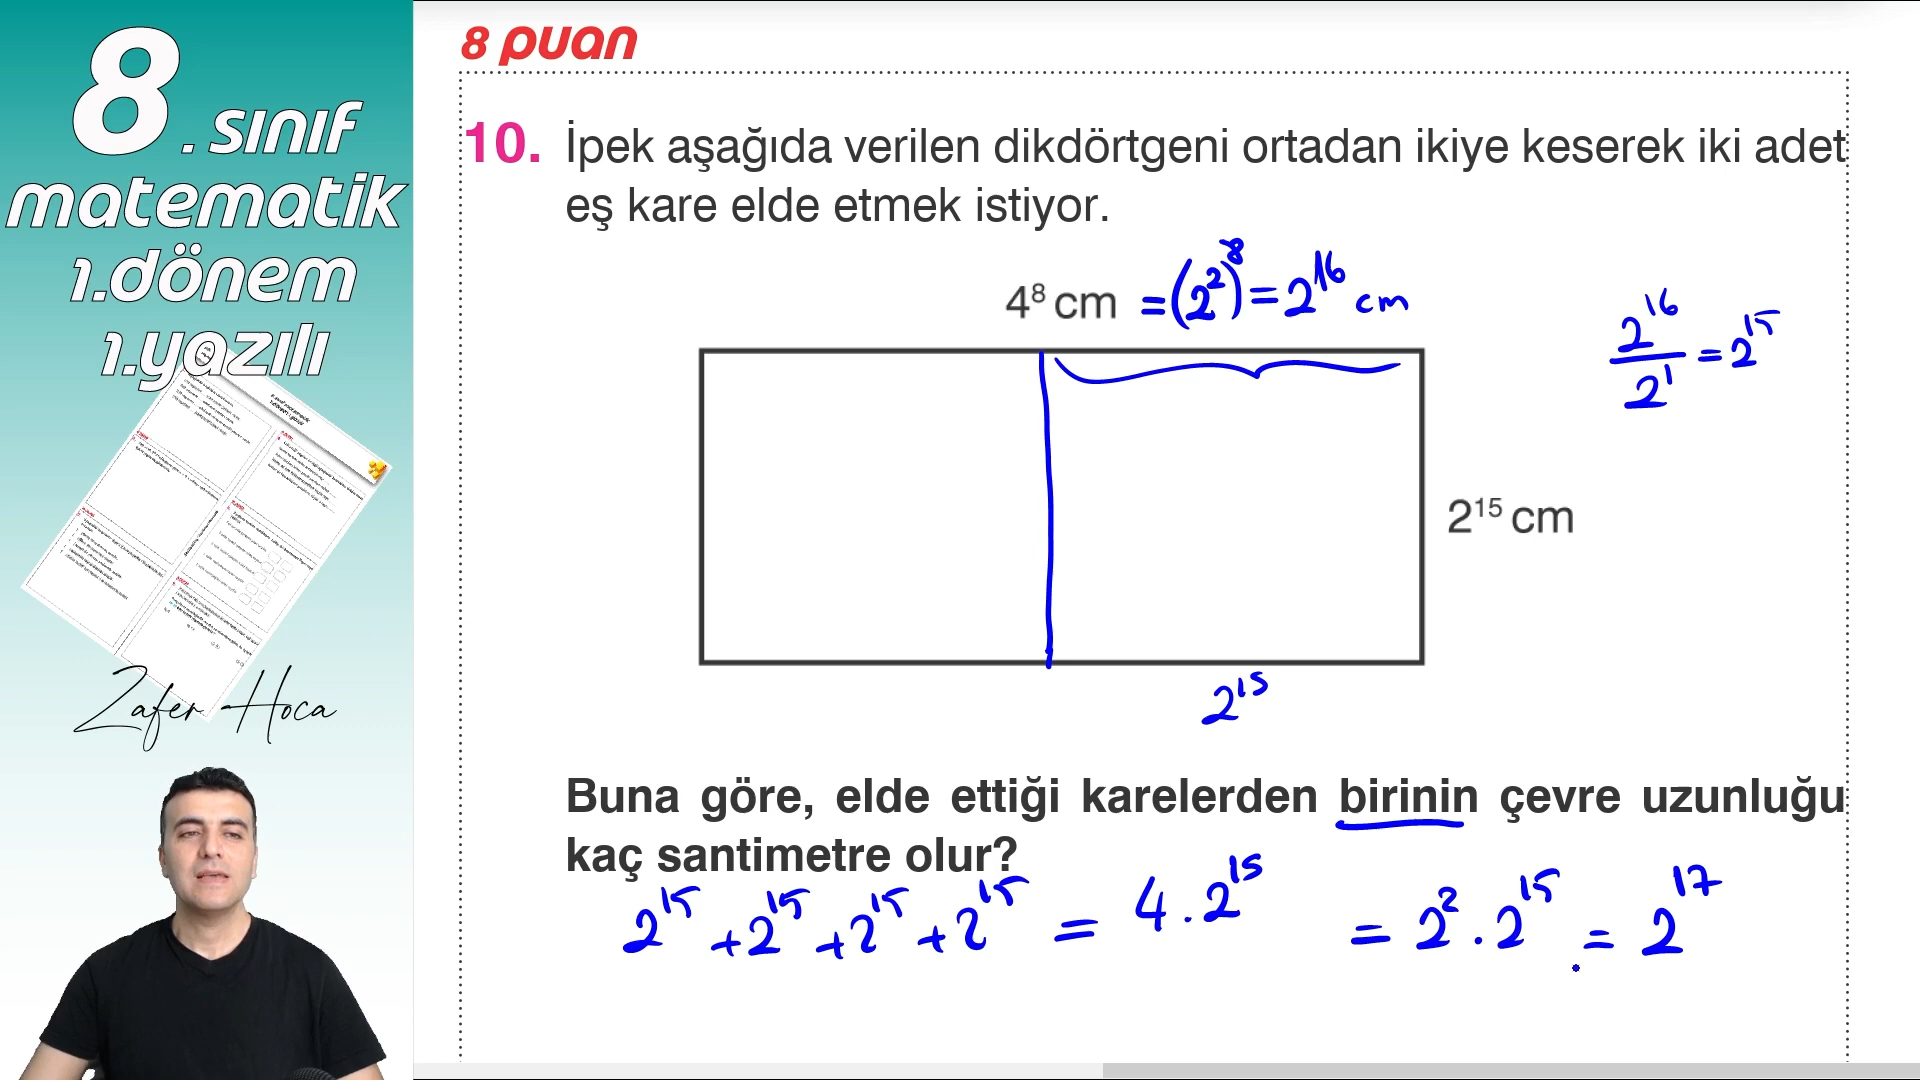 8. sınıf
matematik
1.dönem
1.yazılı
Zafer Hoca
8 puan
10. İpek aşağıda verilen dikdörtgeni ortadan ikiye keserek iki adet
eş kare elde etmek istiyor.
4⁸ cm = (2²)⁸ = 2¹⁶ cm
2¹⁶/2¹ = 2¹⁵
2¹⁵ cm
2¹⁵
Buna göre, elde ettiği karelerden birinin çevre uzunluğu
kaç santimetre olur?
2¹⁵ + 2¹⁵ + 2¹⁵ + 2¹⁵ = 4 . 2¹⁵ = 2² . 2¹⁵ = 2¹⁷